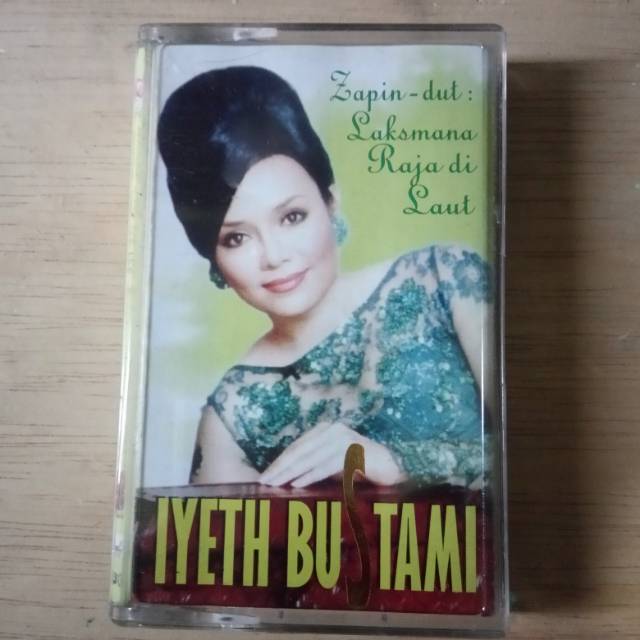 Zapin-dut:
Laksmana
Raja di
Laut
IYETH BUSTAMI